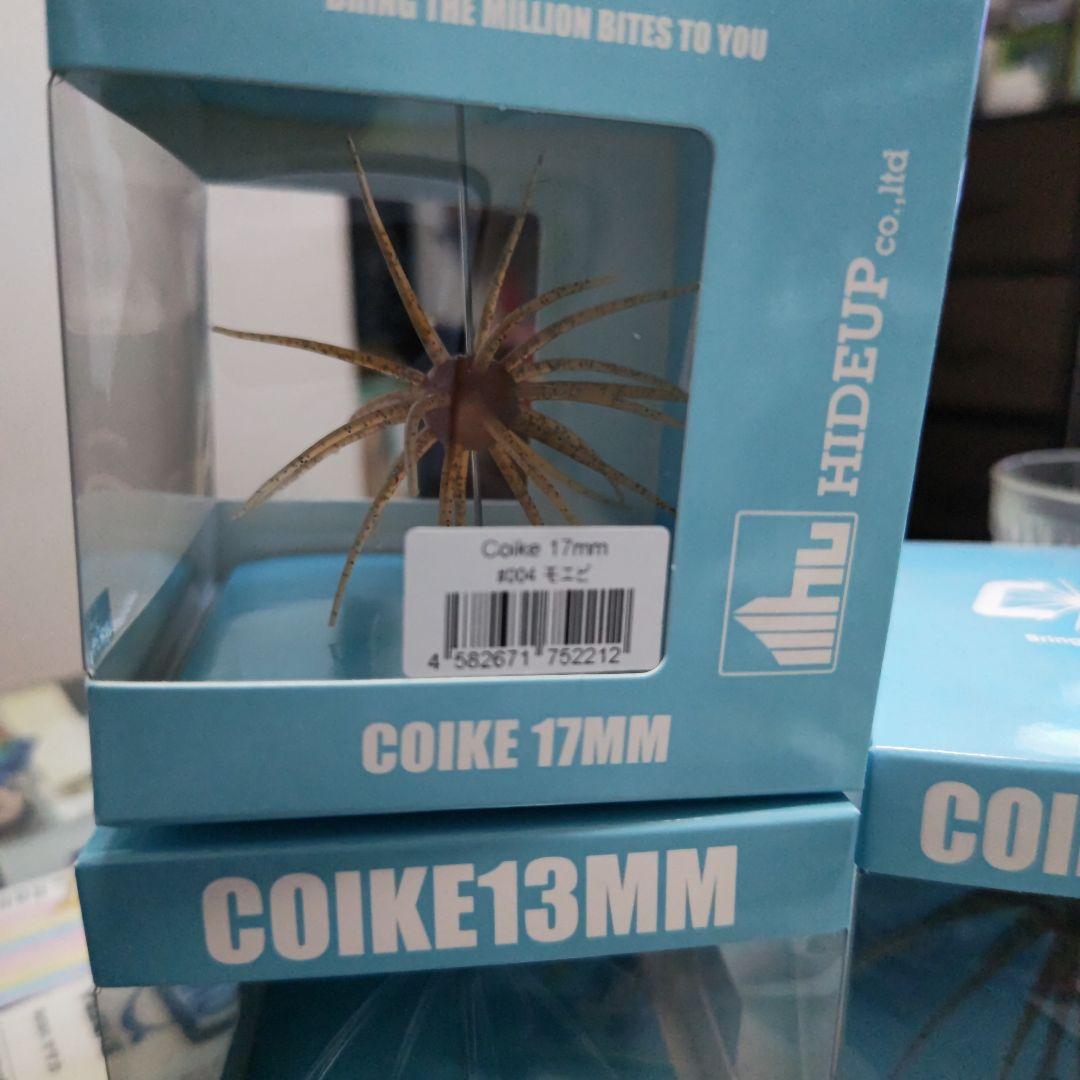 BRING THE MILLION BITES TO YOU
HIDEUP co.,ltd
Coike 17mm
#004 モエビ
4 582671 752212
COIKE 17MM
COIKE13MM
Bring
COI